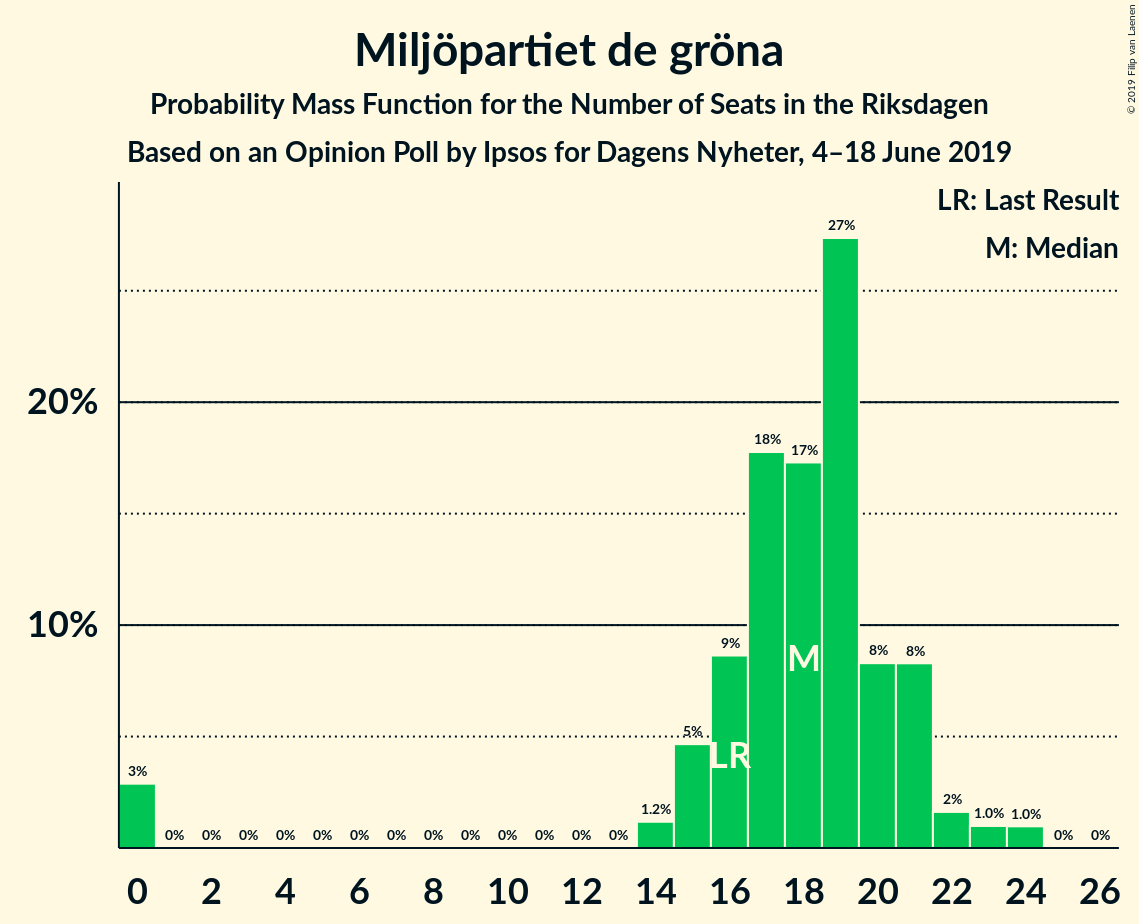 Miljöpartiet de gröna
Probability Mass Function for the Number of Seats in the Riksdagen
Based on an Opinion Poll by Ipsos for Dagens Nyheter, 4–18 June 2019
© 2019 Filip van Laenen
LR: Last Result
M: Median
27%
20%
18%
17%
10%
9%
8%
8%
M
5%
LR
3%
2%
1.2%
1.0%
1.0%
0% 0% 0% 0% 0% 0% 0% 0% 0% 0% 0% 0% 0% 0% 0%
0 2 4 6 8 10 12 14 16 18 20 22 24 26